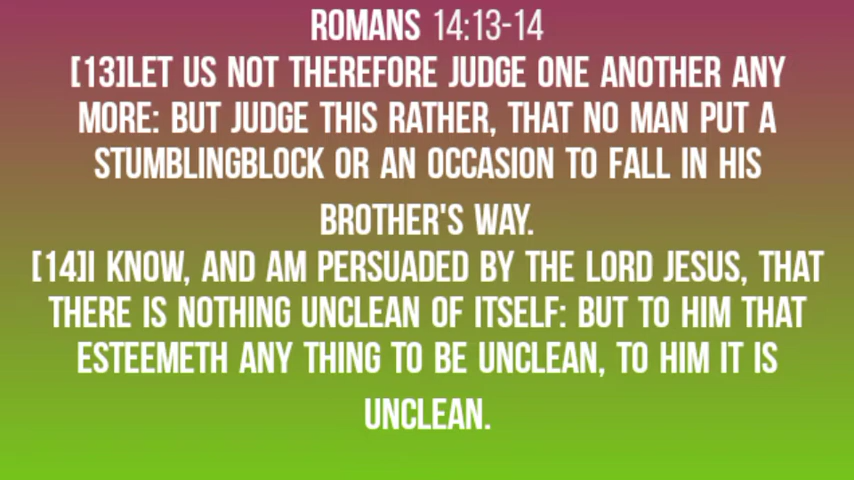 ROMANS 14:13-14
[13]LET US NOT THEREFORE JUDGE ONE ANOTHER ANY
MORE: BUT JUDGE THIS RATHER, THAT NO MAN PUT A
STUMBLINGBLOCK OR AN OCCASION TO FALL IN HIS
BROTHER'S WAY.
[14]I KNOW, AND AM PERSUADED BY THE LORD JESUS, THAT
THERE IS NOTHING UNCLEAN OF ITSELF: BUT TO HIM THAT
ESTEEMETH ANY THING TO BE UNCLEAN, TO HIM IT IS
UNCLEAN.